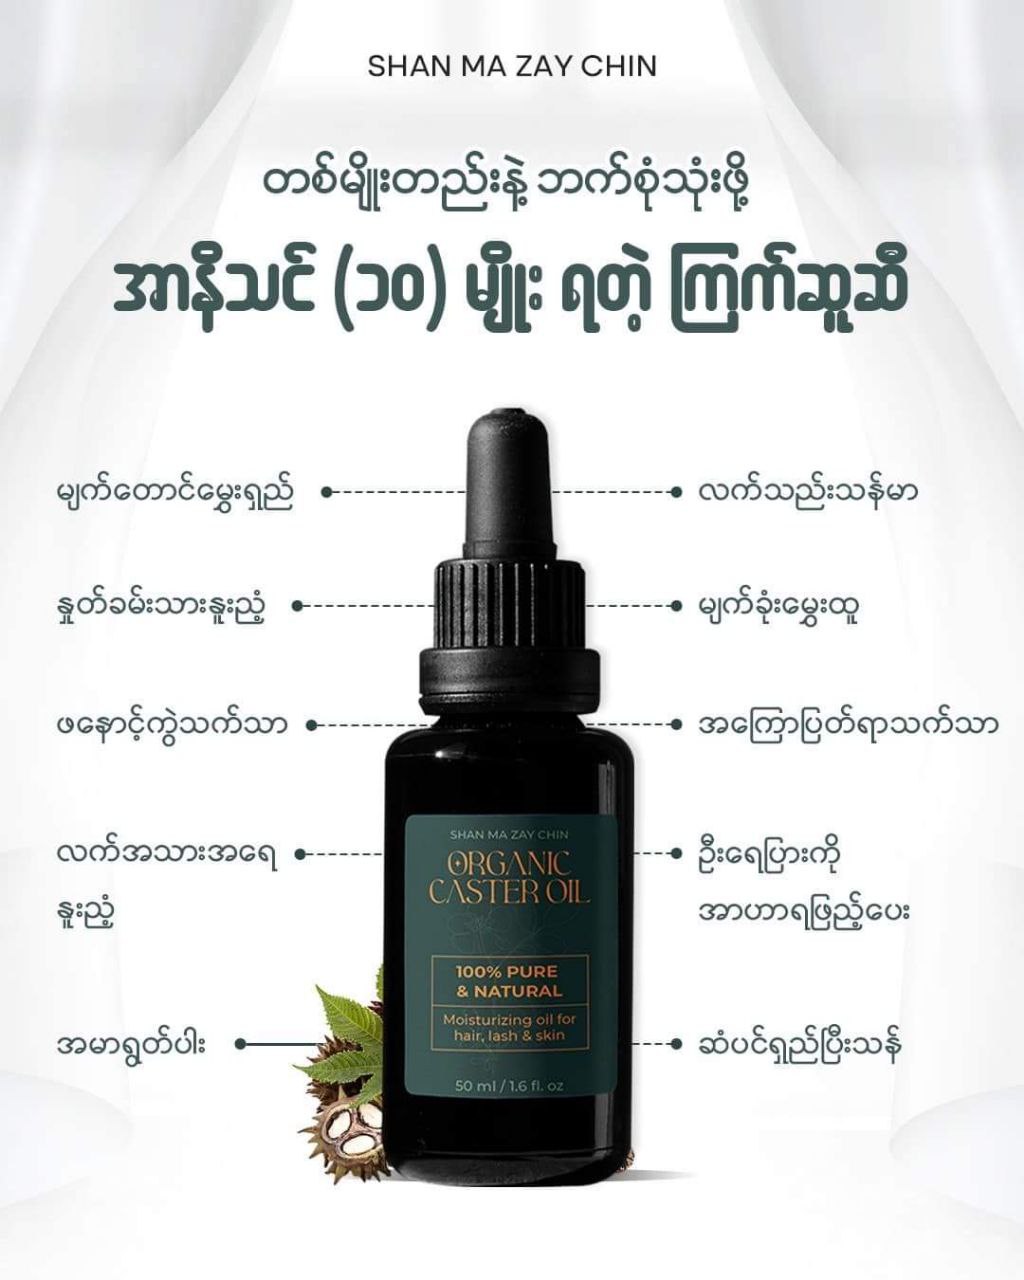 SHAN MA ZAY CHIN
တစ်မျိုးတည်းနဲ့ ဘက်စုံသုံးဖို့
အာနိသင် (၁၀) မျိုး ရတဲ့ ကြက်ဆူဆီ
မျက်တောင်မွှေးရှည်
လက်သည်းသန်မာ
နှုတ်ခမ်းသားနူးညံ့
မျက်ခုံးမွှေးထူ
ဖနောင့်ကွဲသက်သာ
အကြောပြတ်ရာသက်သာ
လက်အသားအရေ
နူးညံ့
ဦးရေပြားကို
အာဟာရဖြည့်ပေး
အမာရွတ်ပါး
ဆံပင်ရှည်ပြီးသန်
SHAN MA ZAY CHIN
ORGANIC
CASTER OIL
100% PURE
& NATURAL
Moisturizing oil for
hair, lash & skin
50 ml / 1.6 fl. oz